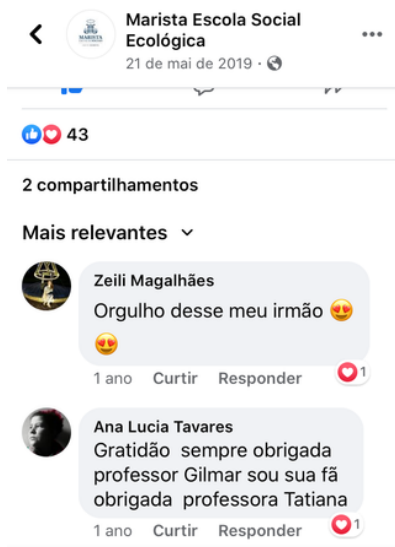 Marista Escola Social
Ecológica
MARISTA
21 de mai de 2019 ·
43
2 compartilhamentos
Mais relevantes
Zeili Magalhães
Orgulho desse meu irmão 😍
😍
1 ano Curtir Responder 1
Ana Lucia Tavares
Gratidão sempre obrigada
professor Gilmar sou sua fã
obrigada professora Tatiana
1 ano Curtir Responder 1